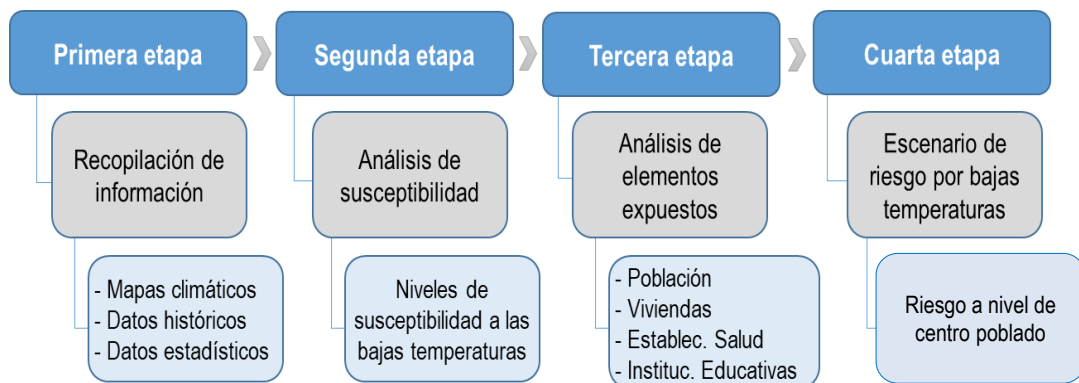 Primera etapa
Segunda etapa
Tercera etapa
Cuarta etapa
Recopilación de
información
Análisis de
susceptibilidad
Análisis de
elementos
expuestos
Escenario de
riesgo por bajas
temperaturas
- Mapas climáticos
- Datos históricos
- Datos estadísticos
Niveles de
susceptibilidad a las
bajas temperaturas
- Población
- Viviendas
- Establec. Salud
- Instituc. Educativas
Riesgo a nivel de
centro poblado